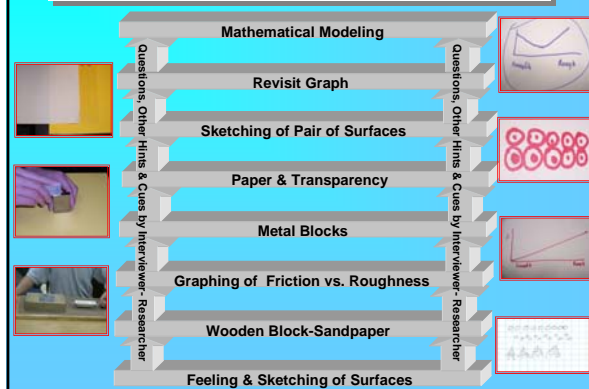 Mathematical Modeling
Revisit Graph
Sketching of Pair of Surfaces
Paper & Transparency
Metal Blocks
Graphing of Friction vs. Roughness
Wooden Block-Sandpaper
Feeling & Sketching of Surfaces
Questions, Other Hints & Cues by Interviewer- Researcher
Questions, Other Hints & Cues by Interviewer- Researcher